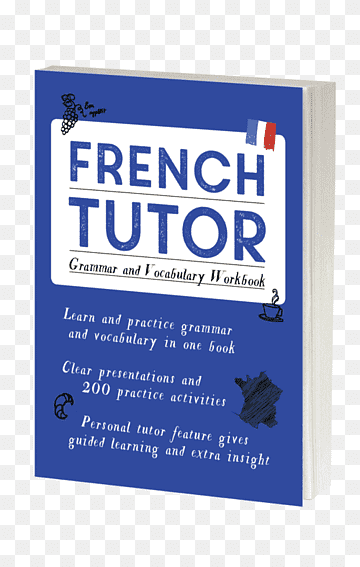 FRENCH
TUTOR
Grammar and Vocabulary Workbook
Learn and practice grammar
and vocabulary in one book
Clear presentations and
200 practice activities
Personal tutor feature gives
guided learning and extra insight